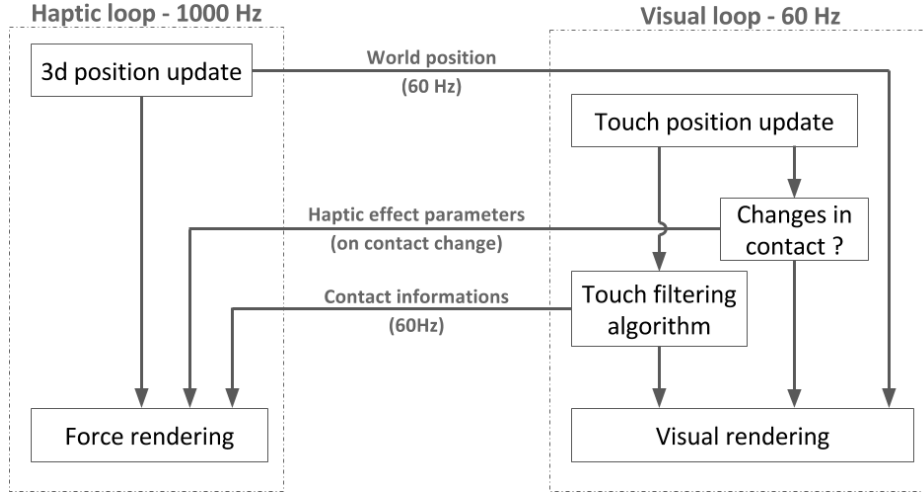 Haptic loop - 1000 Hz
Visual loop - 60 Hz
3d position update
World position
(60 Hz)
Touch position update
Haptic effect parameters
(on contact change)
Changes in
contact ?
Contact informations
(60Hz)
Touch filtering
algorithm
Force rendering
Visual rendering